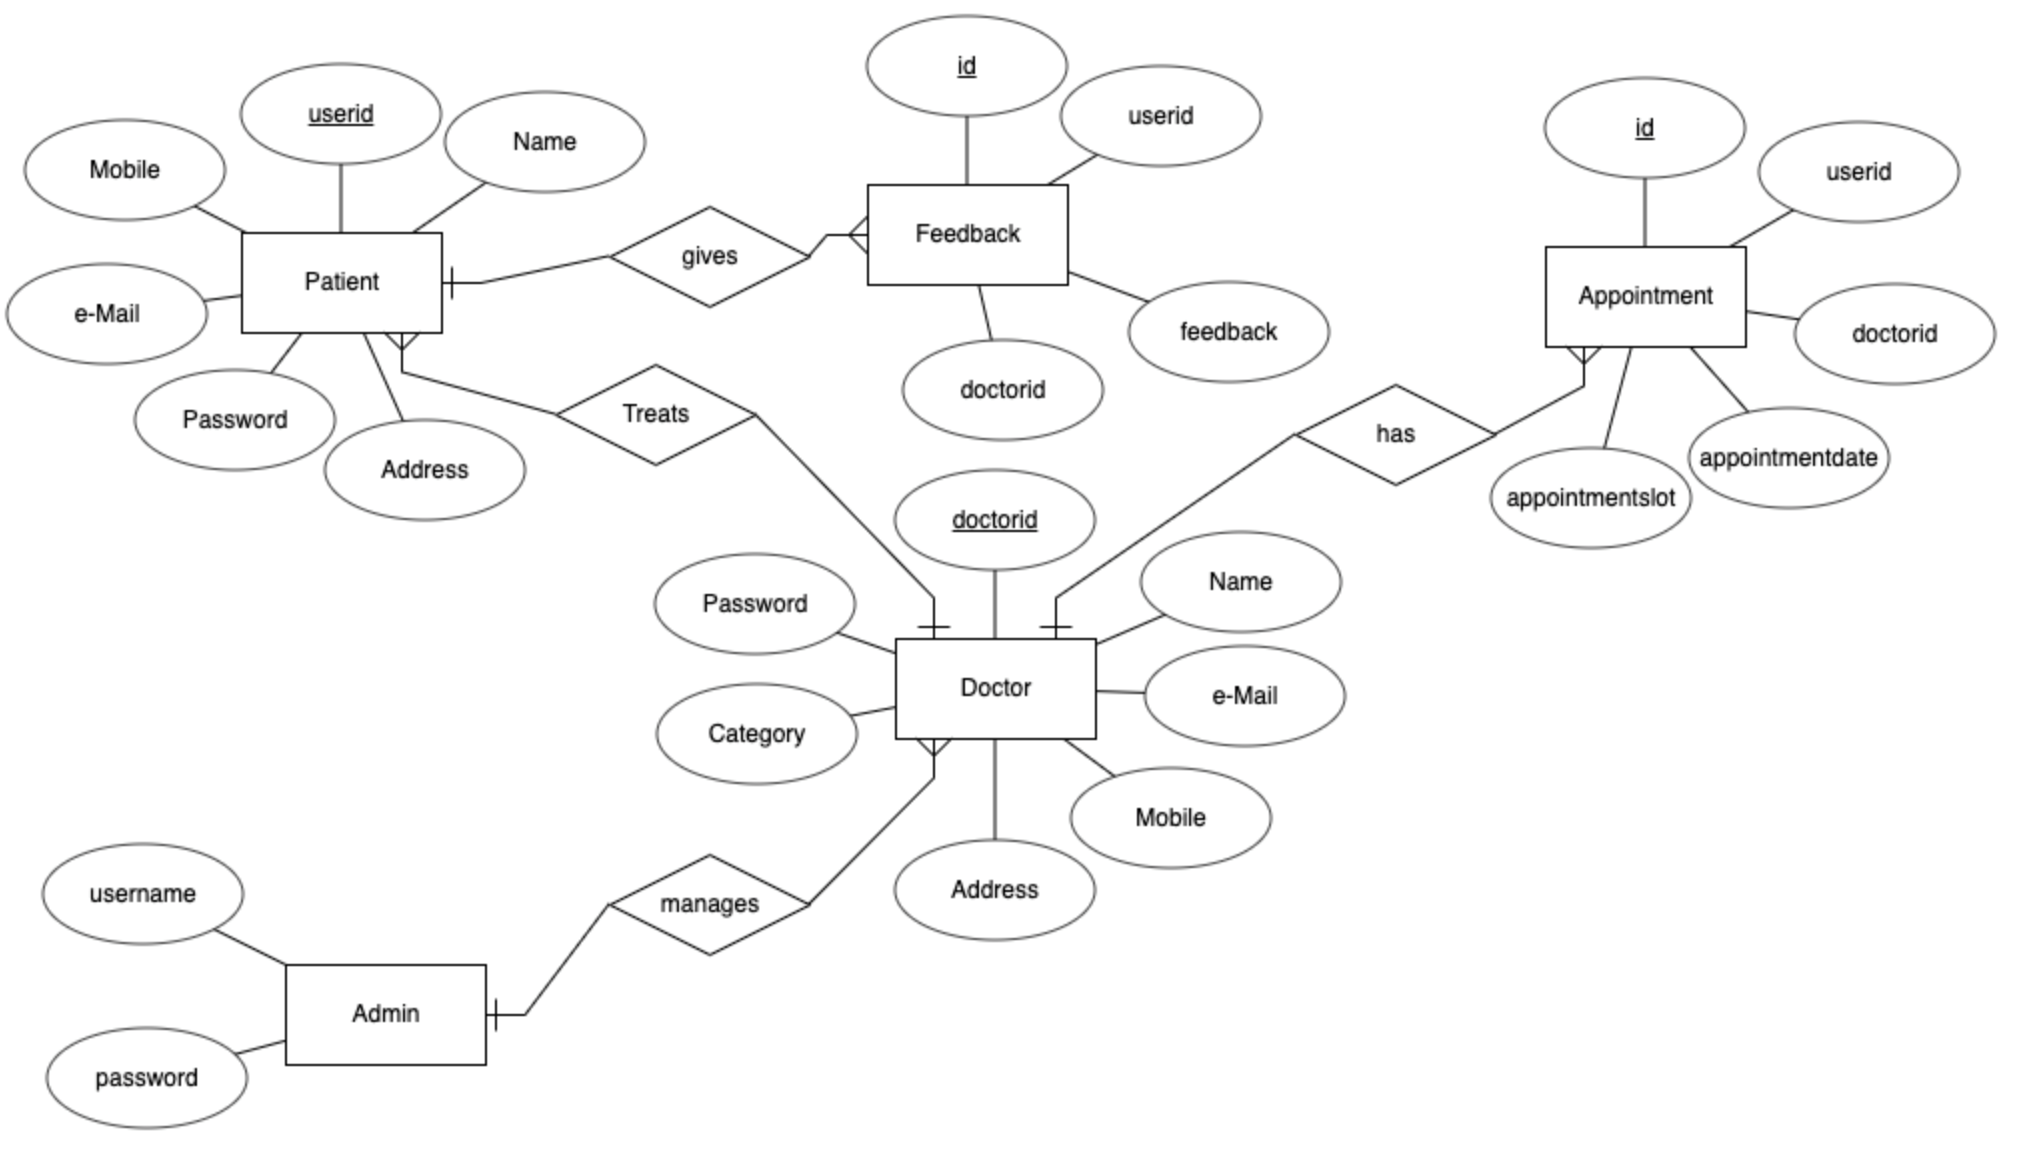 id
userid
Name
Mobile
userid
id
userid
Feedback
gives
Patient
Appointment
e-Mail
feedback
doctorid
doctorid
Treats
Password
has
Address
appointmentdate
appointmentslot
doctorid
Name
Password
Doctor
e-Mail
Category
Mobile
Address
username
manages
Admin
password